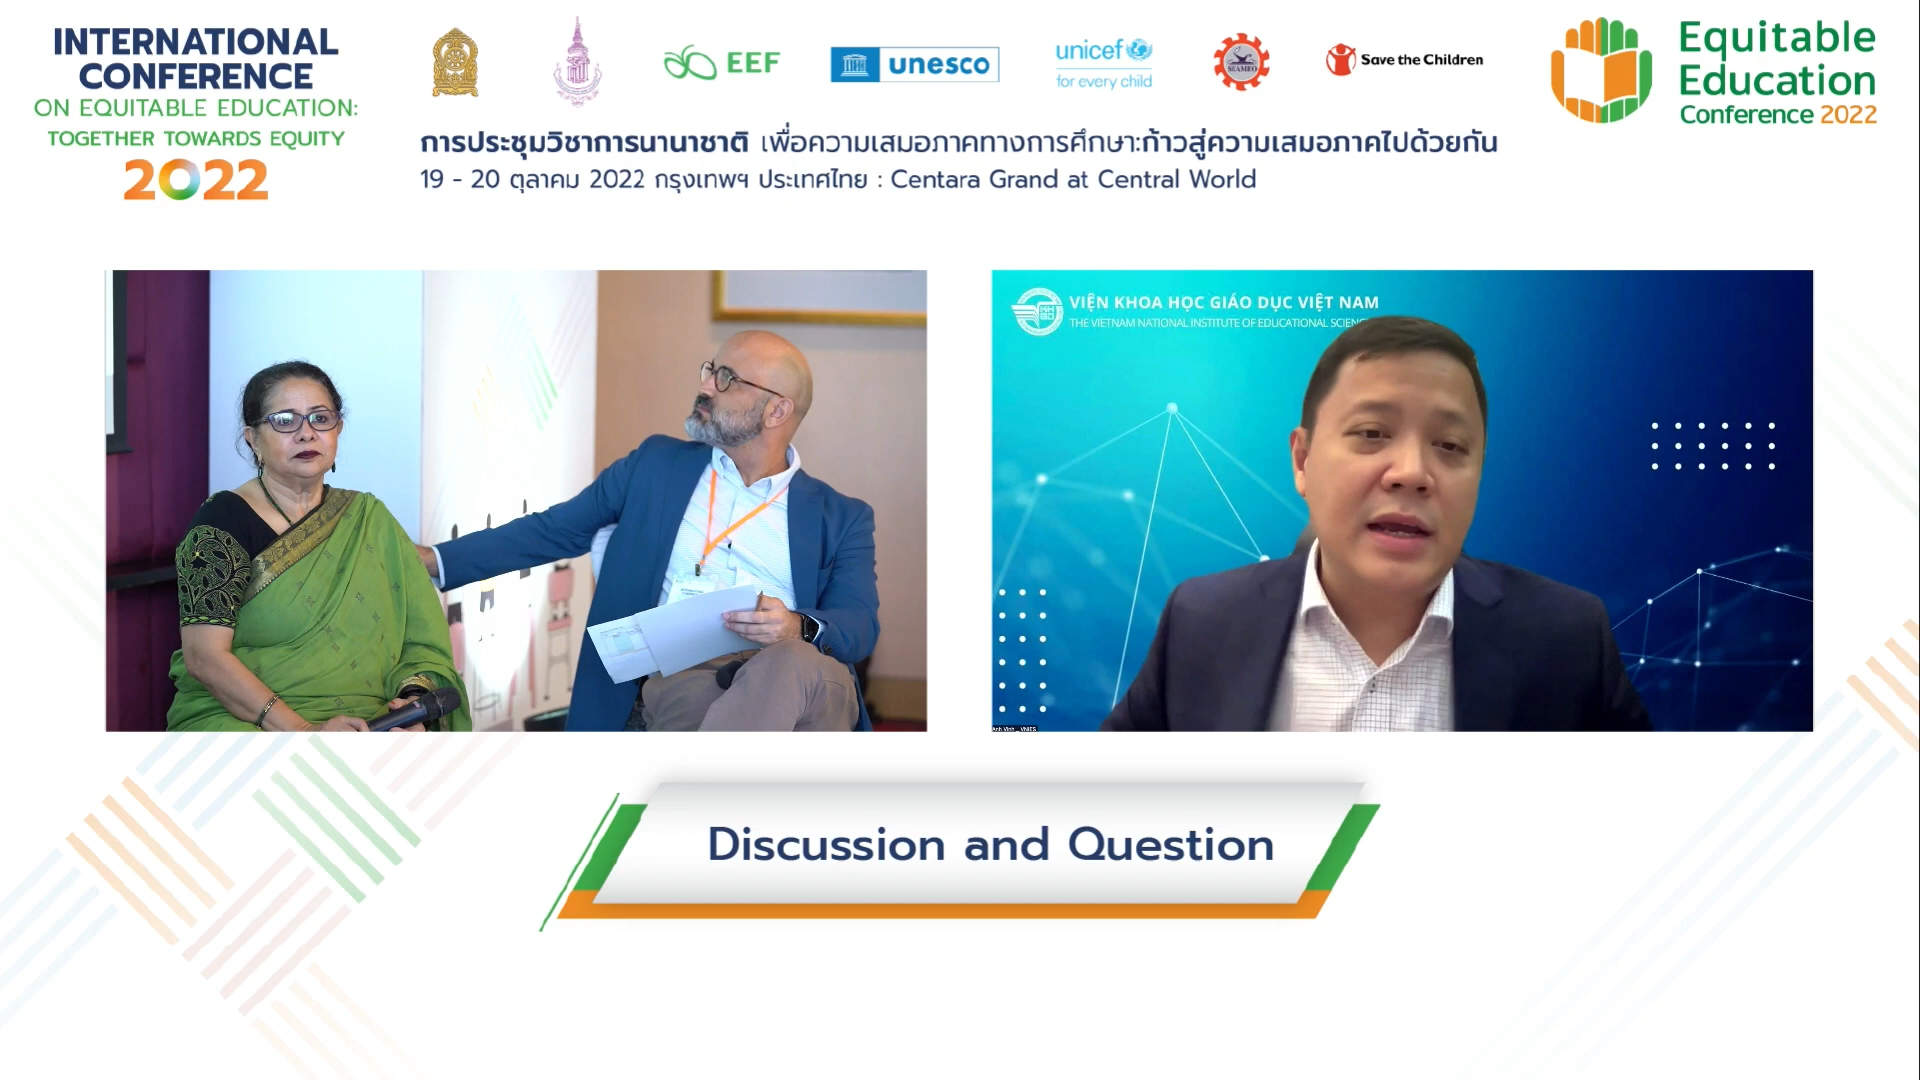 INTERNATIONAL
CONFERENCE
ON EQUITABLE EDUCATION:
TOGETHER TOWARDS EQUITY
2022
EEF
unesco
unicef
for every child
SEAMEO
Save the Children
Equitable
Education
Conference 2022
การประชุมวิชาการนานาชาติ เพื่อความเสมอภาคทางการศึกษา:ก้าวสู่ความเสมอภาคไปด้วยกัน
19 - 20 ตุลาคม 2022 กรุงเทพฯ ประเทศไทย : Centara Grand at Central World
VIỆN KHOA HỌC GIÁO DỤC VIỆT NAM
THE VIETNAM NATIONAL INSTITUTE OF EDUCATIONAL
Anh Vinh _ VNIES
Discussion and Question